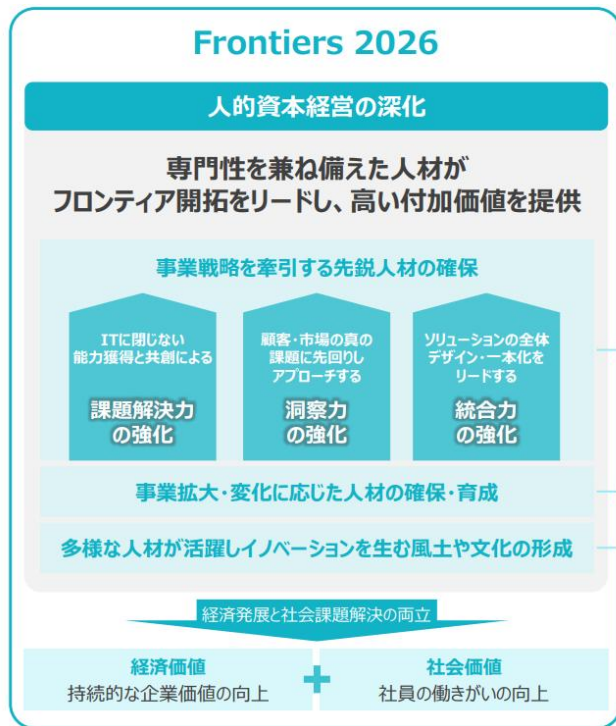 Frontiers 2026
人的資本経営の深化
専門性を兼ね備えた人材が
フロンティア開拓をリードし、高い付加価値を提供
事業戦略を牽引する先鋭人材の確保
ITに閉じない
能力獲得と共創による
課題解決力
の強化
顧客・市場の真の
課題に先回りし
アプローチする
洞察力
の強化
ソリューションの全体
デザイン・一本化を
リードする
統合力
の強化
事業拡大・変化に応じた人材の確保・育成
多様な人材が活躍しイノベーションを生む風土や文化の形成
経済発展と社会課題解決の両立
経済価値
持続的な企業価値の向上
+
社会価値
社員の働きがいの向上